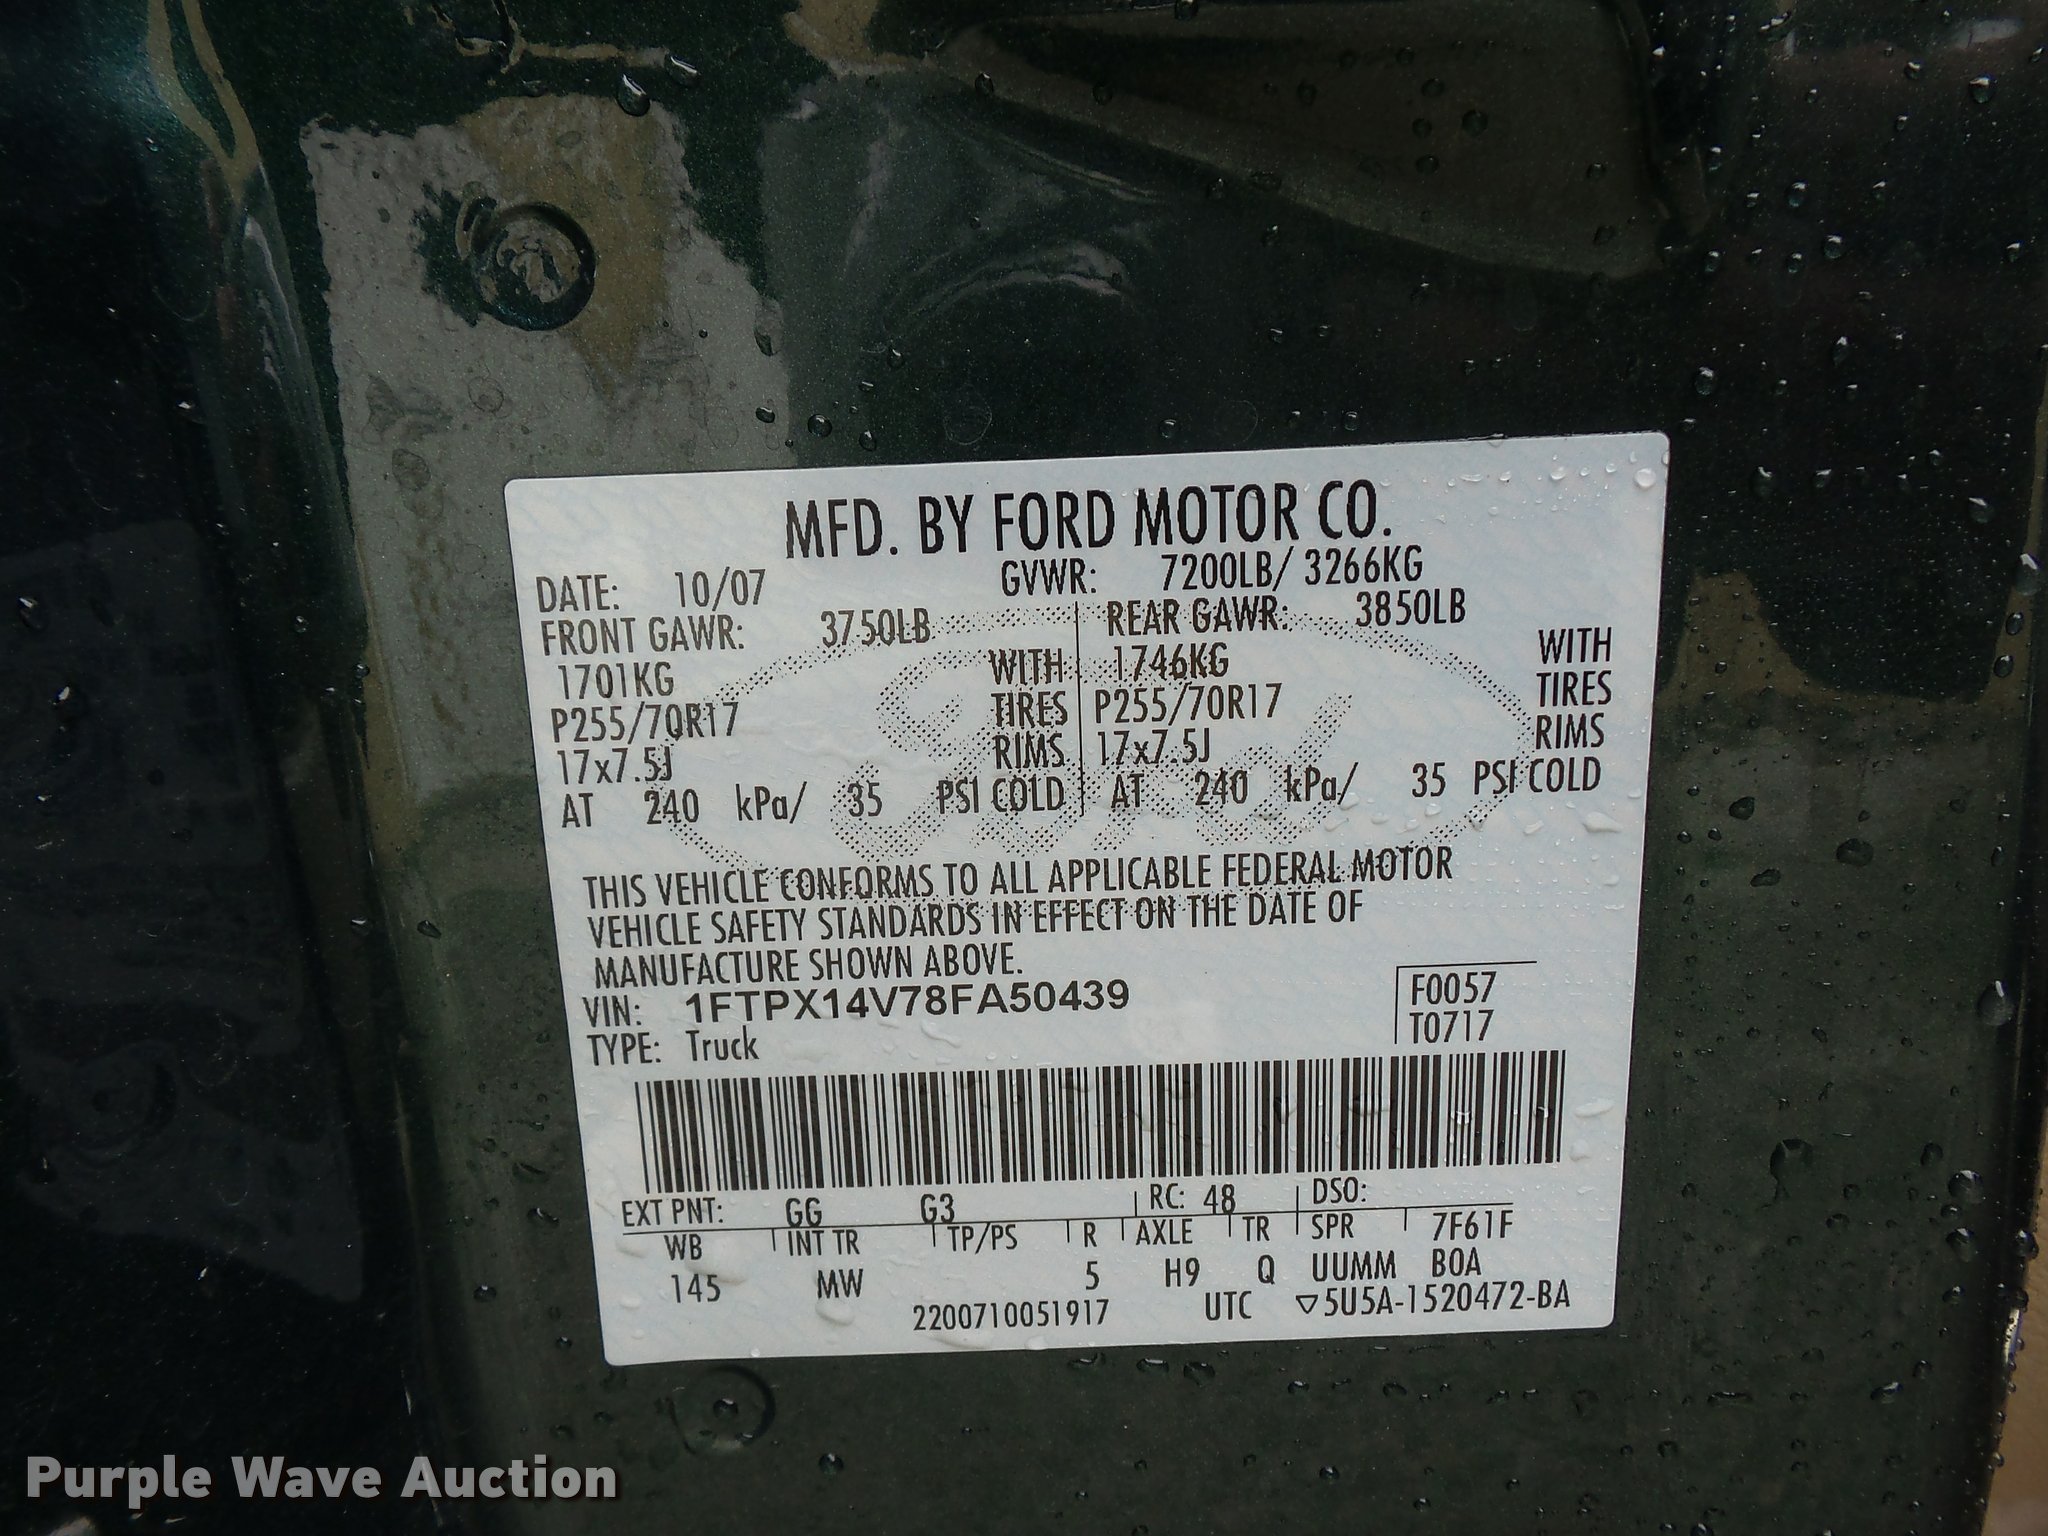 MFD. BY FORD MOTOR CO.
DATE: 10/07 GVWR: 7200LB/ 3266KG
FRONT GAWR: 3750LB REAR GAWR: 3850LB
1701KG WITH 1746KG WITH
P255/70R17 TIRES P255/70R17 TIRES
17x7.5J RIMS 17x7.5J RIMS
AT 240 kPa/ 35 PSI COLD AT 240 kPa/ 35 PSI COLD
Ford
THIS VEHICLE CONFORMS TO ALL APPLICABLE FEDERAL MOTOR
VEHICLE SAFETY STANDARDS IN EFFECT ON THE DATE OF
MANUFACTURE SHOWN ABOVE.
VIN: 1FTPX14V78FA50439 F0057
TYPE: Truck T0717
EXT PNT: GG G3 RC: 48 DSO:
WB INT TR TP/PS R AXLE TR SPR 7F61F
145 MW 5 H9 Q UUMM BOA
2200710051917 UTC ▽5U5A-1520472-BA
Purple Wave Auction